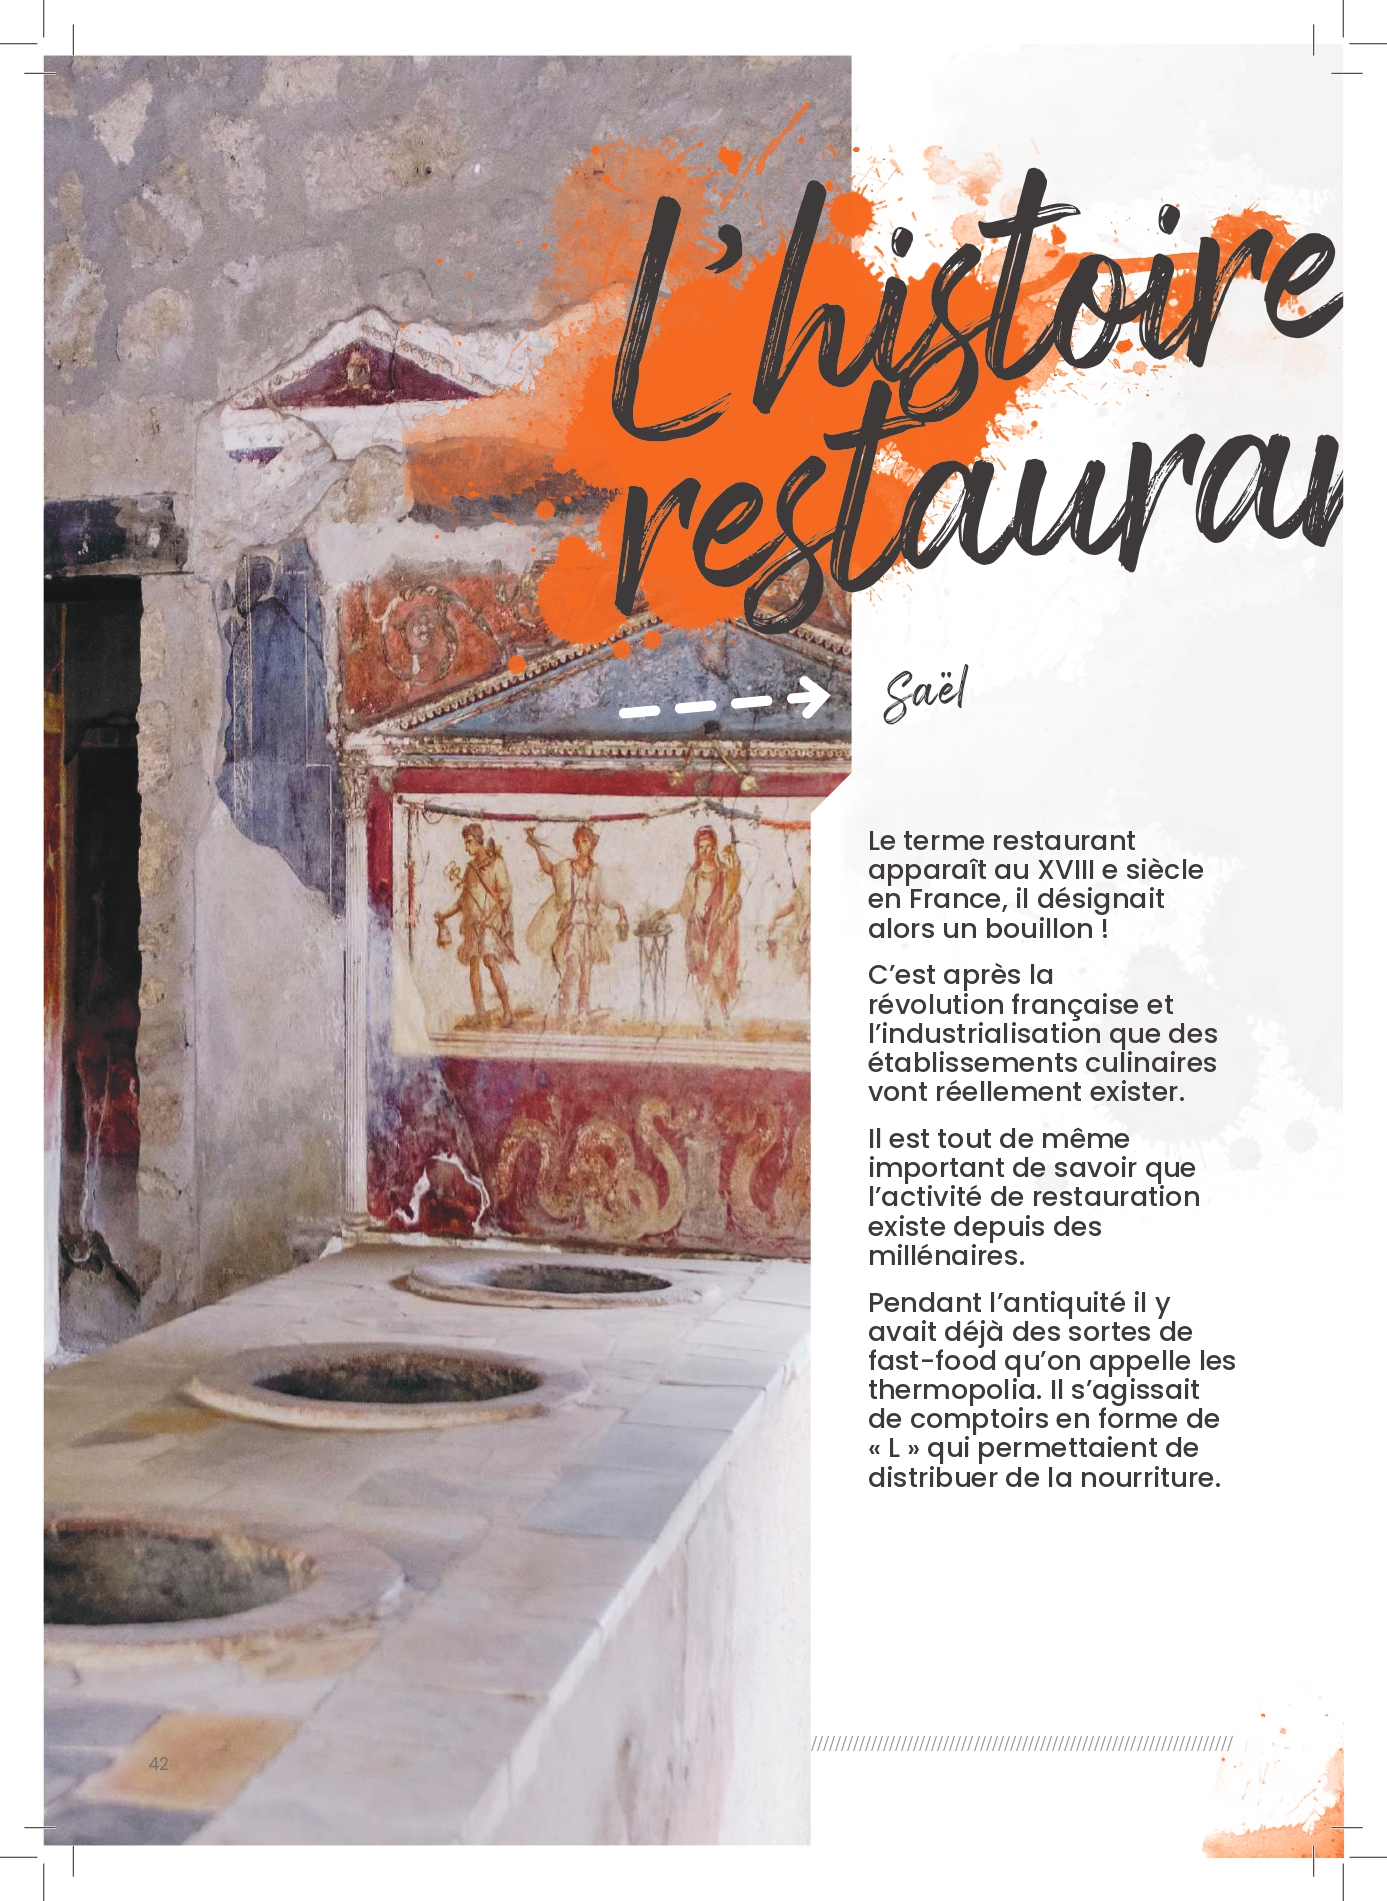 L'histoire
restauran
Saël
Le terme restaurant
apparaît au XVIII e siècle
en France, il désignait
alors un bouillon !
C'est après la
révolution française et
l'industrialisation que des
établissements culinaires
vont réellement exister.
Il est tout de même
important de savoir que
l'activité de restauration
existe depuis des
millénaires.
Pendant l'antiquité il y
avait déjà des sortes de
fast-food qu'on appelle les
thermopolia. Il s'agissait
de comptoirs en forme de
« L » qui permettaient de
distribuer de la nourriture.
42